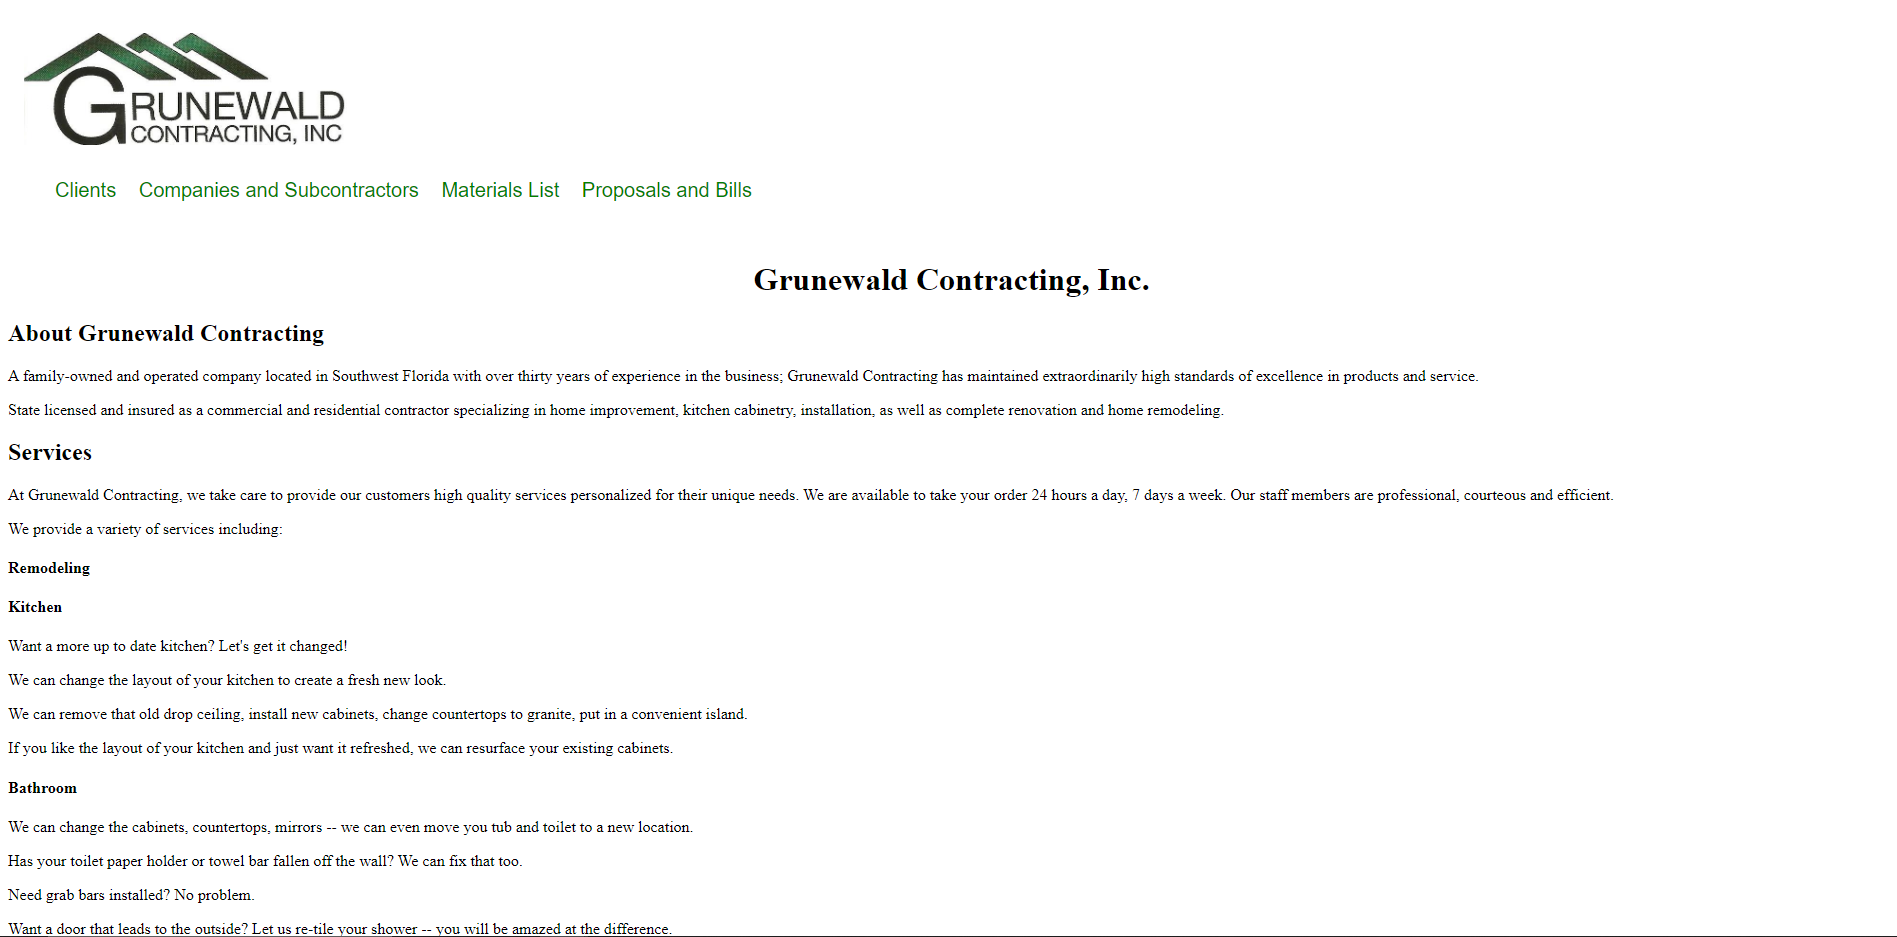 GRUNEWALD
CONTRACTING, INC
Clients Companies and Subcontractors Materials List Proposals and Bills
Grunewald Contracting, Inc.
About Grunewald Contracting
A family-owned and operated company located in Southwest Florida with over thirty years of experience in the business; Grunewald Contracting has maintained extraordinarily high standards of excellence in products and service.
State licensed and insured as a commercial and residential contractor specializing in home improvement, kitchen cabinetry, installation, as well as complete renovation and home remodeling.
Services
At Grunewald Contracting, we take care to provide our customers high quality services personalized for their unique needs. We are available to take your order 24 hours a day, 7 days a week. Our staff members are professional, courteous and efficient.
We provide a variety of services including:
Remodeling
Kitchen
Want a more up to date kitchen? Let's get it changed!
We can change the layout of your kitchen to create a fresh new look.
We can remove that old drop ceiling, install new cabinets, change countertops to granite, put in a convenient island.
If you like the layout of your kitchen and just want it refreshed, we can resurface your existing cabinets.
Bathroom
We can change the cabinets, countertops, mirrors -- we can even move you tub and toilet to a new location.
Has your toilet paper holder or towel bar fallen off the wall? We can fix that too.
Need grab bars installed? No problem.
Want a door that leads to the outside? Let us re-tile your shower -- you will be amazed at the difference.